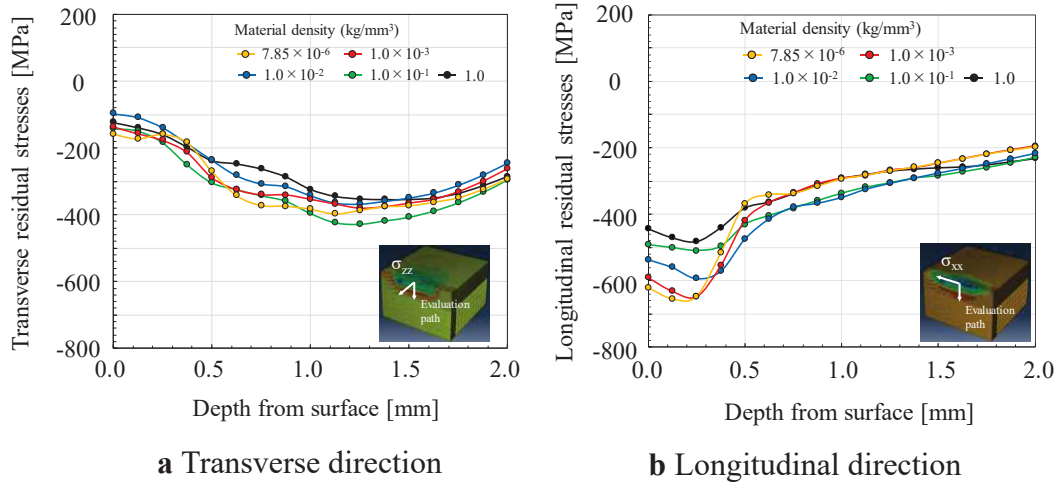 Transverse residual stresses [MPa]
200
0
-200
-400
-600
-800
Material density (kg/mm³)
7.85×10⁻⁶
1.0×10⁻³
1.0×10⁻²
1.0×10⁻¹
1.0
σzz
Evaluation
path
0.0
0.5
1.0
1.5
2.0
Depth from surface [mm]
a Transverse direction
Longitudinal residual stresses [MPa]
200
0
-200
-400
-600
-800
Material density (kg/mm³)
7.85×10⁻⁶
1.0×10⁻³
1.0×10⁻²
1.0×10⁻¹
1.0
σxx
Evaluation
path
0.0
0.5
1.0
1.5
2.0
Depth from surface [mm]
b Longitudinal direction